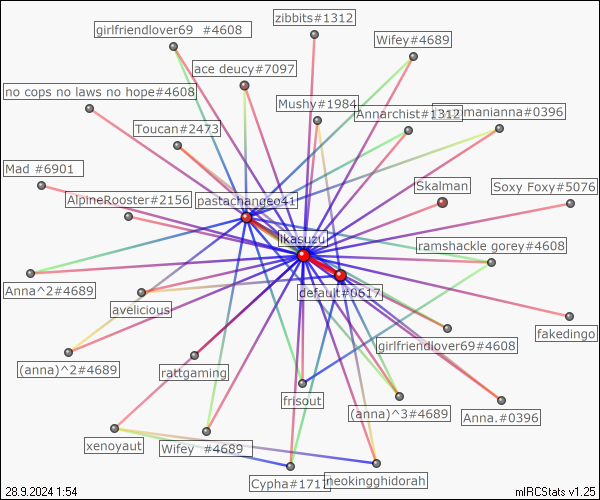 zibbits#1312
girlfriendlover69 #4608
Wifey#4689
ace deucy#7097
no cops no laws no hope#4608
Mushy#1984
Annarchist#1312
manianna#0396
Toucan#2473
Mad #6901
Skalman
Soxy Foxy#5076
AlpineRooster#2156
pastachangeo41
ikasuzu
ramshackle gorey#4608
Anna^2#4689
default#0617
avelicious
fakedingo
girlfriendlover69#4608
(anna)^2#4689
rattgaming
frisout
(anna)^3#4689
Anna.#0396
xenoyaut
Wifey #4689
Cypha#1717
neokingghidorah
28.9.2024 1:54
mIRCStats v1.25